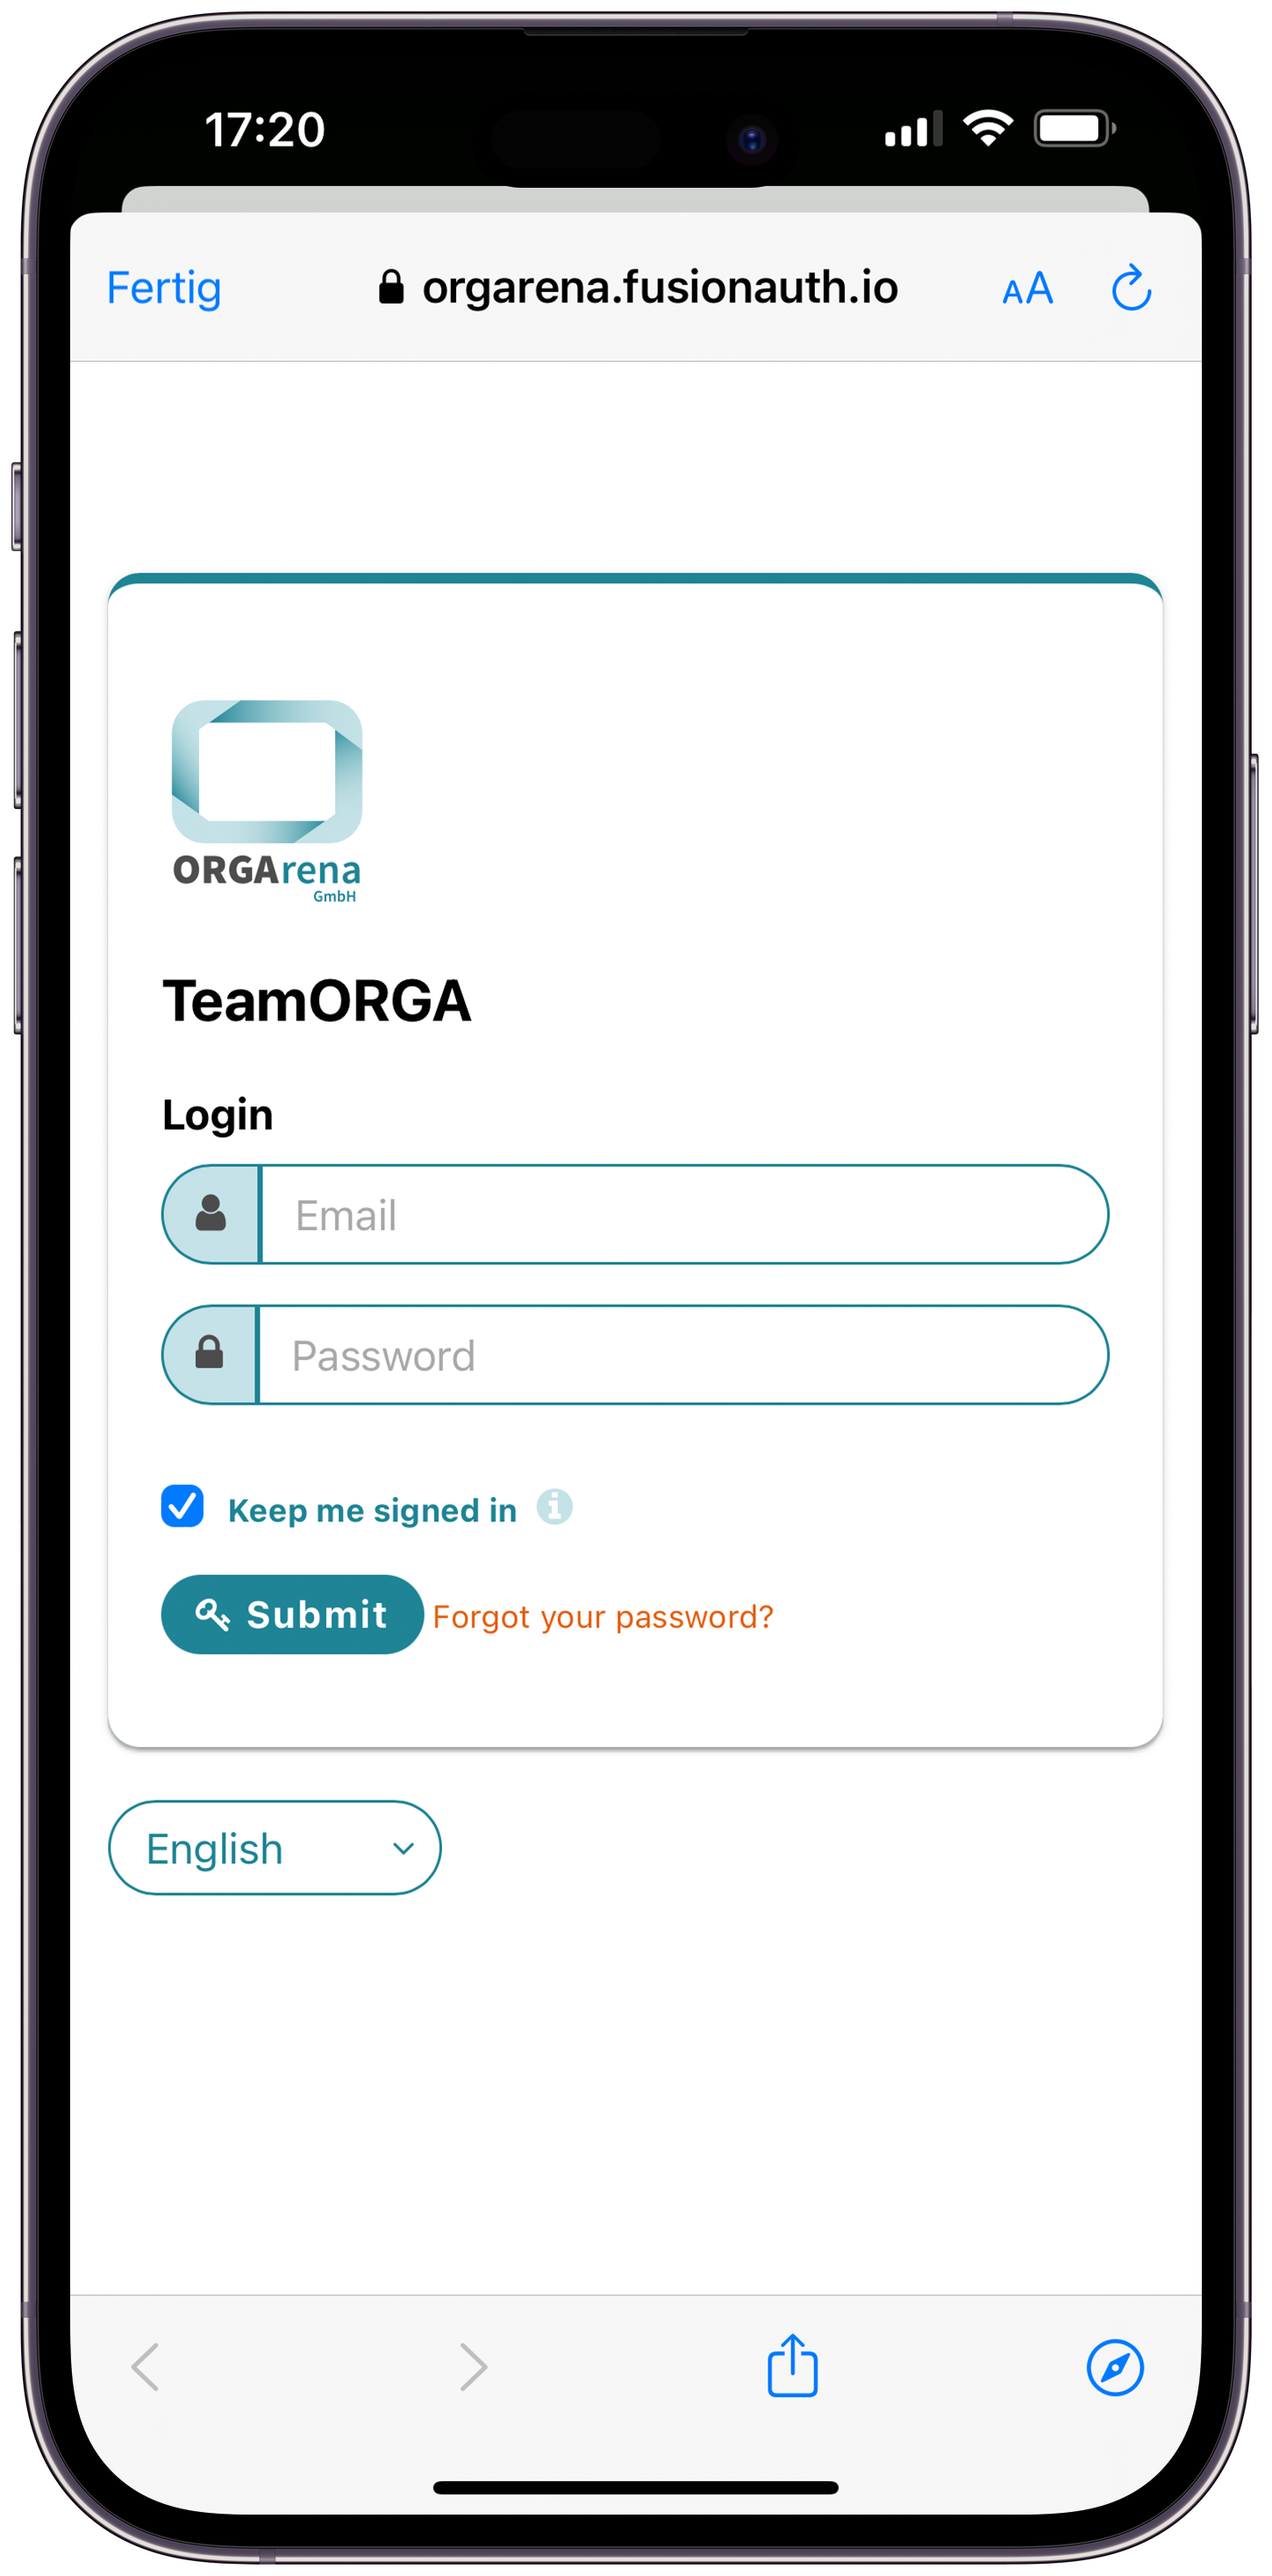 17:20
Fertig orgarena.fusionauth.io AA
ORGArena
GmbH
TeamORGA
Login
Email
Password
Keep me signed in
Submit Forgot your password?
English